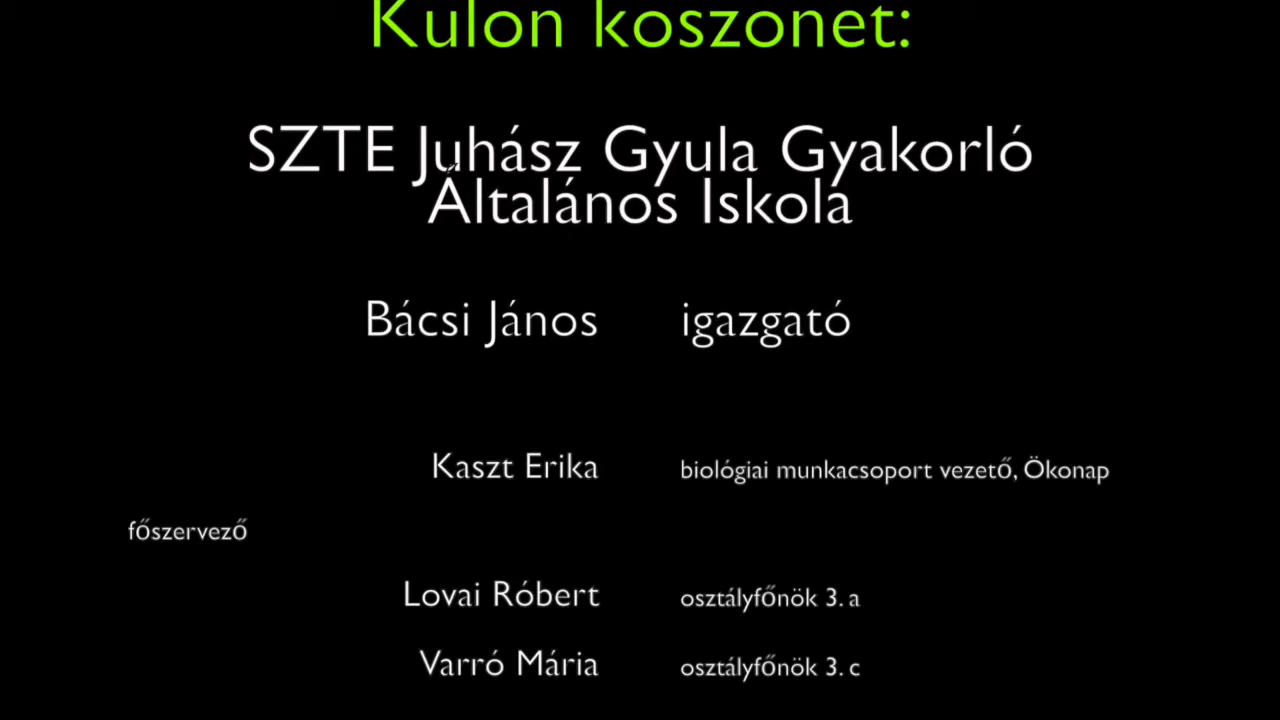 Kulon koszonet:
SZTE Juhász Gyula Gyakorló
Általános Iskola
Bácsi János igazgató
Kaszt Erika biológiai munkacsoport vezető, Ökonap
főszervező
Lovai Róbert osztályfőnök 3. a
Varró Mária osztályfőnök 3. c